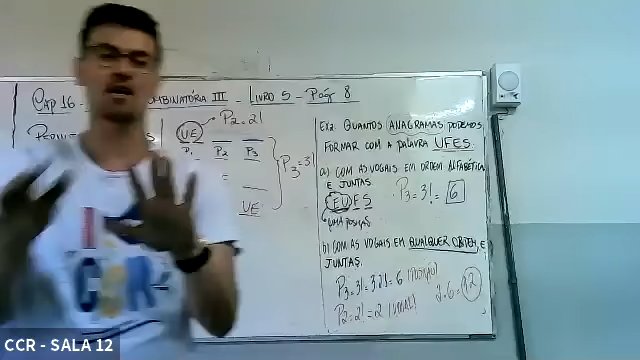 CAP 16 - COMBINATÓRIA III - LIVRO 5 - PÁG 8
UE P2 = 2!
P1 P2 P3
P3 = 3!
=
UE
EX2: QUANTOS ANAGRAMAS PODEMOS
FORMAR COM A PALAVRA UFES.
a) COM AS VOGAIS EM ORDEM ALFABÉTICA
E JUNTAS.
P3 = 3! = 6
EU F S
UMA POSIÇÃO
b) COM AS VOGAIS EM QUALQUER ORDEM, E
JUNTAS.
P3 = 3! = 3.2.1 = 6 (POSIÇÃO)
P2 = 2! = 2
2.6 = 12
CCR - SALA 12